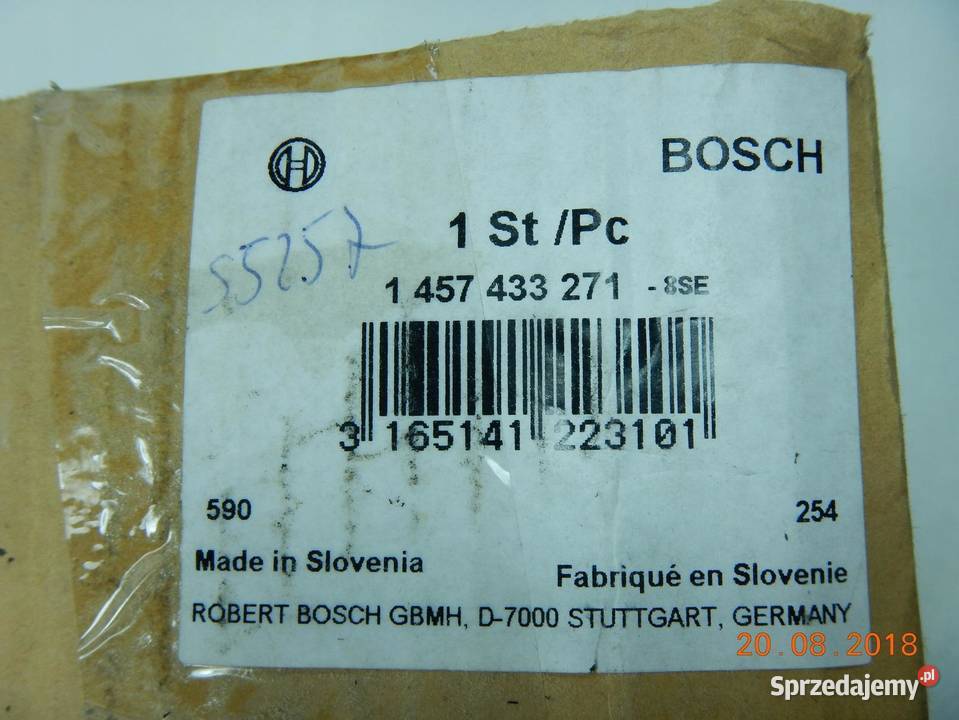 BOSCH
1 St /Pc
55257
1 457 433 271 - 8SE
3 165141 223101
590 254
Made in Slovenia
Fabriqué en Slovenie
ROBERT BOSCH GBMH, D-7000 STUTTGART, GERMANY
20.08.2018
Sprzedajemy.pl